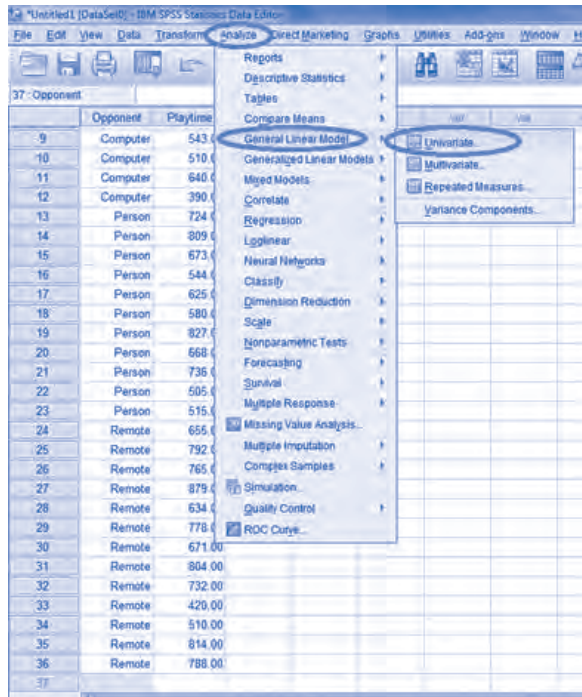 *Untitled1 [DataSet0] - IBM SPSS Statistics Data Editor
File Edit View Data Transform Analyze Direct Marketing Graphs Utilities Add-ons Window H
37 : Opponent
Opponent Playtime var var
9 Computer 543.0
10 Computer 510.0
11 Computer 640.0
12 Computer 390.0
13 Person 724.0
14 Person 809.0
15 Person 673.0
16 Person 544.0
17 Person 625.0
18 Person 580.0
19 Person 827.0
20 Person 668.0
21 Person 736.0
22 Person 505.0
23 Person 515.0
24 Remote 655.0
25 Remote 792.0
26 Remote 765.0
27 Remote 879.0
28 Remote 634.0
29 Remote 778.0
30 Remote 671.00
31 Remote 804.00
32 Remote 732.00
33 Remote 420.00
34 Remote 510.00
35 Remote 814.00
36 Remote 788.00
37
Reports
Descriptive Statistics
Tables
Compare Means
General Linear Model
Generalized Linear Models
Mixed Models
Correlate
Regression
Loglinear
Neural Networks
Classify
Dimension Reduction
Scale
Nonparametric Tests
Forecasting
Survival
Multiple Response
Missing Value Analysis...
Multiple Imputation
Complex Samples
Simulation...
Quality Control
ROC Curve...
Univariate...
Multivariate...
Repeated Measures...
Variance Components...